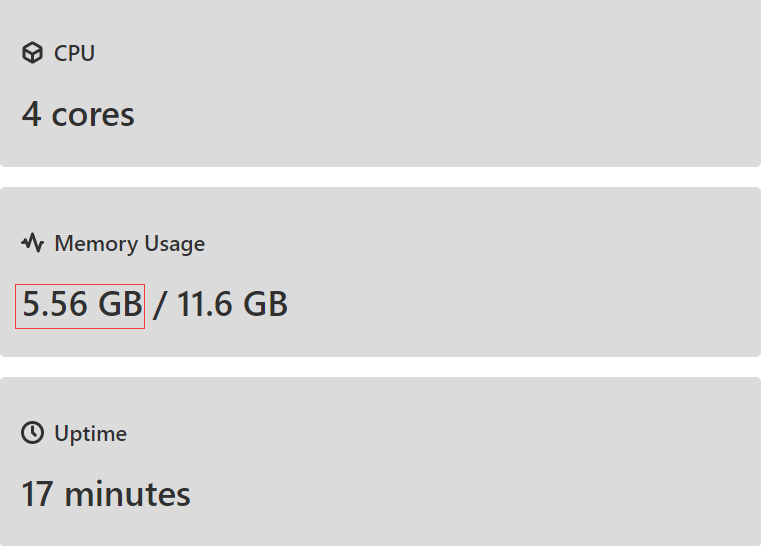 CPU
4 cores
Memory Usage
5.56 GB / 11.6 GB
Uptime
17 minutes